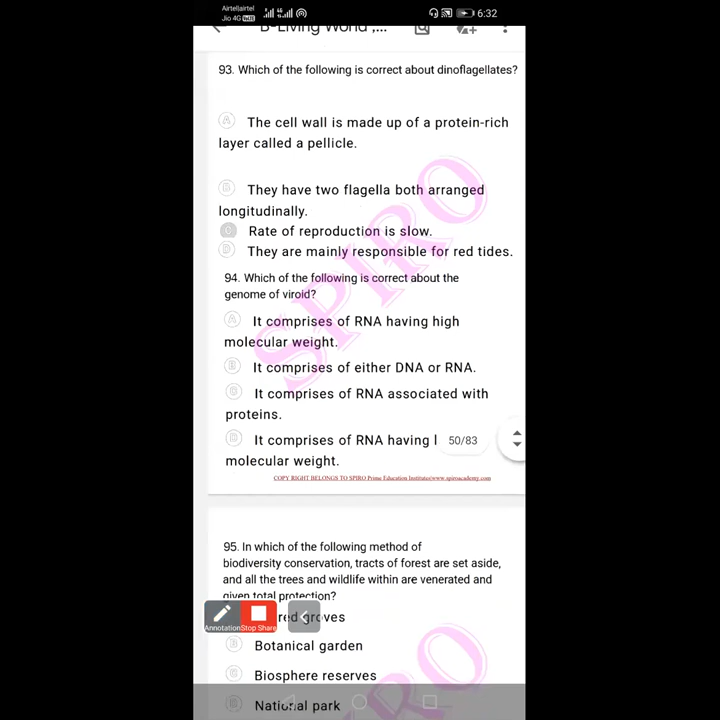 Airtel|airtel
Jio 4G VoLTE
6:32
B-Living World ,...
93. Which of the following is correct about dinoflagellates?
A The cell wall is made up of a protein-rich
layer called a pellicle.
B They have two flagella both arranged
longitudinally.
C Rate of reproduction is slow.
D They are mainly responsible for red tides.
94. Which of the following is correct about the
genome of viroid?
A It comprises of RNA having high
molecular weight.
B It comprises of either DNA or RNA.
C It comprises of RNA associated with
proteins.
D It comprises of RNA having l
50/83
molecular weight.
COPY RIGHT BELONGS TO SPIRO Prime Education Institute|www.spiroacademy.com
SPIRO
95. In which of the following method of
biodiversity conservation, tracts of forest are set aside,
and all the trees and wildlife within are venerated and
given total protection?
red groves
B Botanical garden
C Biosphere reserves
National park
Annotation Stop Share
SPIRO